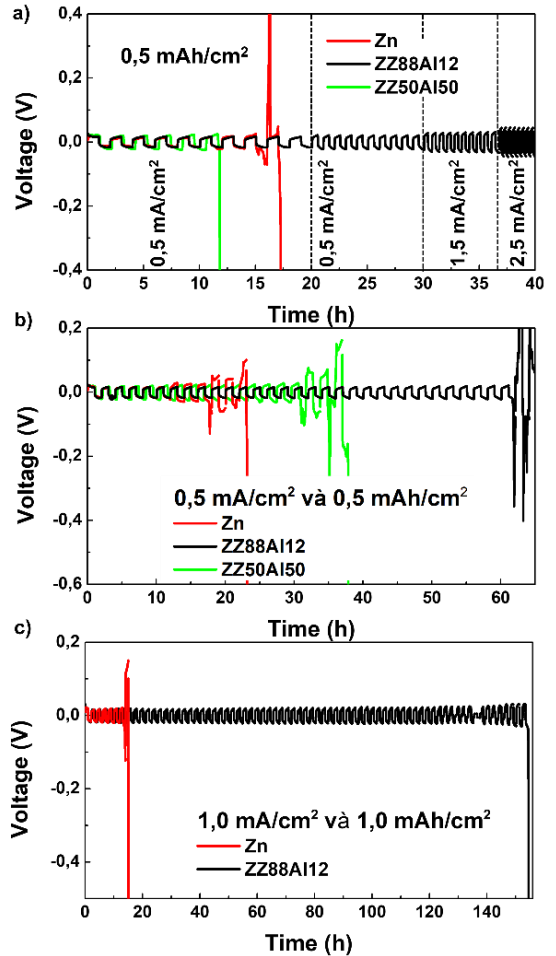 a)
0,4
0,2
0,0
-0,2
-0,4
Voltage (V)
0,5 mAh/cm²
Zn
ZZ88Al12
ZZ50Al50
0,5 mA/cm²
0,5 mA/cm²
1,5 mA/cm²
2,5 mA/cm²
0 5 10 15 20 25 30 35 40
Time (h)
b)
0,2
0,0
-0,2
-0,4
-0,6
Voltage (V)
0,5 mA/cm² và 0,5 mAh/cm²
Zn
ZZ88Al12
ZZ50Al50
0 10 20 30 40 50 60
Time (h)
c)
0,2
0,0
-0,2
-0,4
Voltage (V)
1,0 mA/cm² và 1,0 mAh/cm²
Zn
ZZ88Al12
0 20 40 60 80 100 120 140
Time (h)